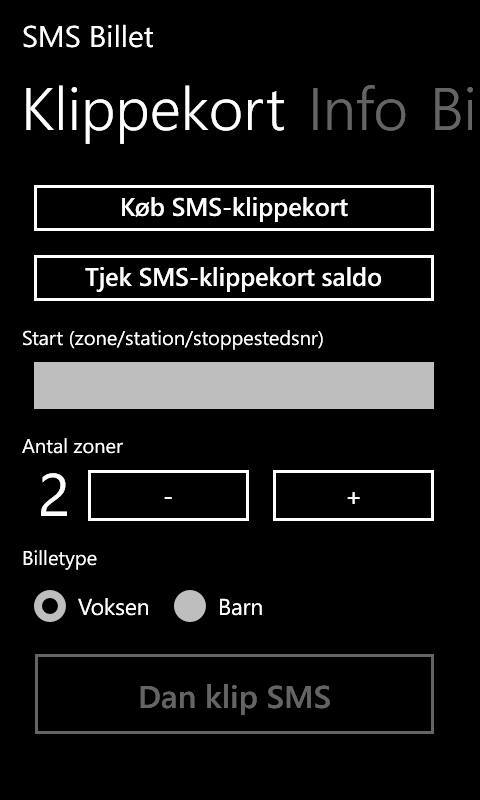 SMS Billet
Klippekort Info Bi
Køb SMS-klippekort
Tjek SMS-klippekort saldo
Start (zone/station/stoppestedsnr)
Antal zoner
2 - +
Billetype
Voksen Barn
Dan klip SMS